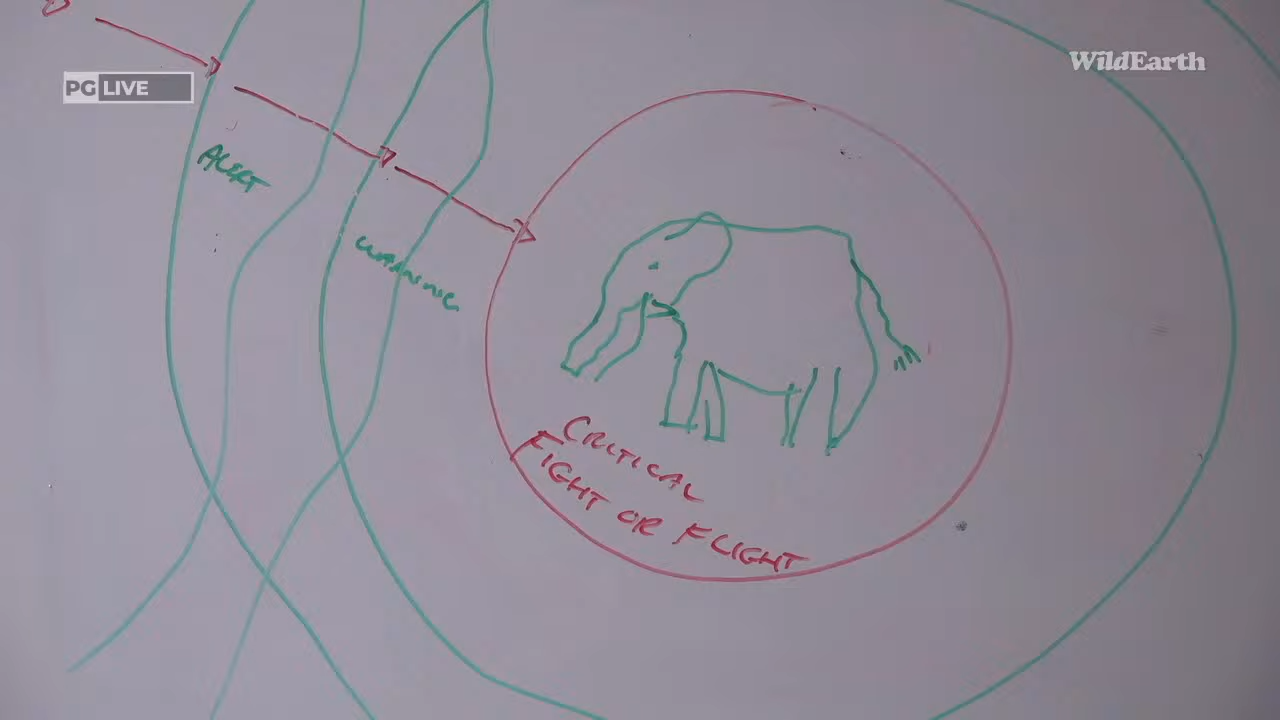 PG LIVE
WildEarth
ALERT
WARNING
CRITICAL
FIGHT OR FLIGHT